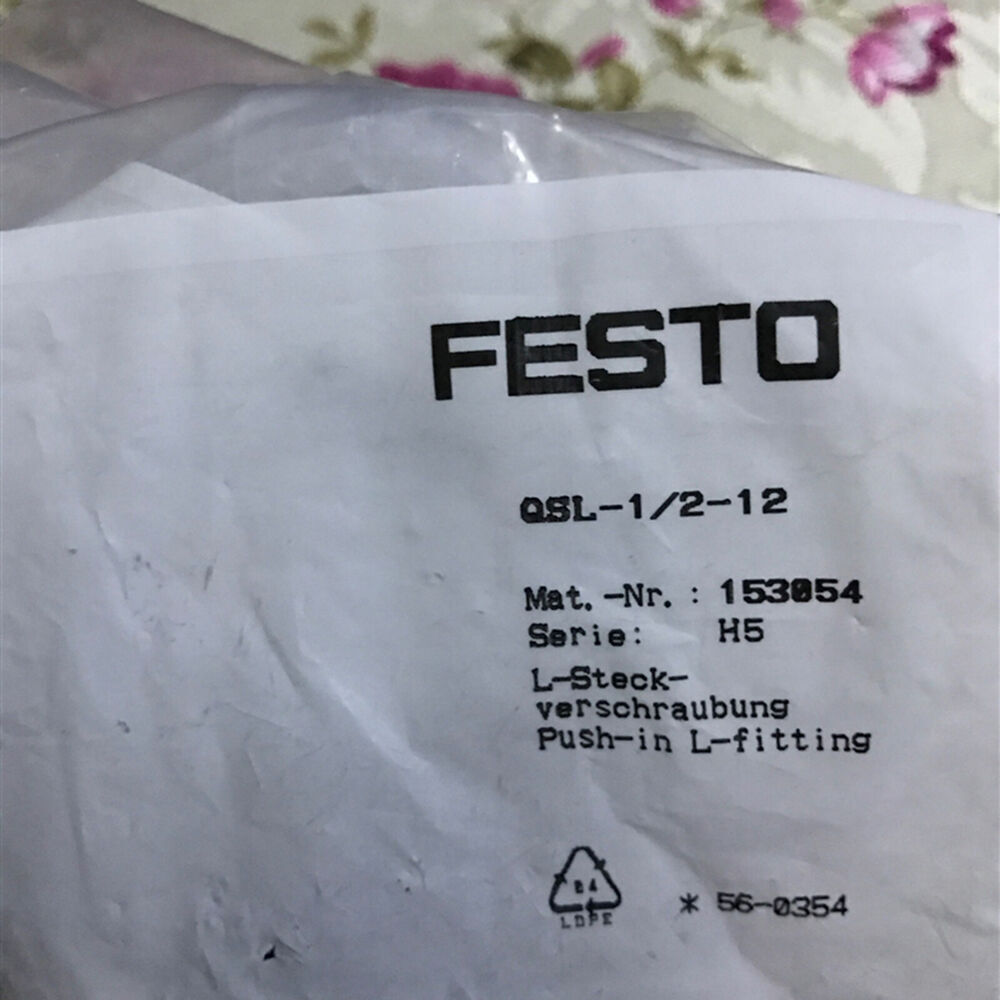 FESTO
QSL-1/2-12
Mat.-Nr.: 153054
Serie: H5
L-Steck-
verschraubung
Push-in L-fitting
04
LDPE
* 56-0354